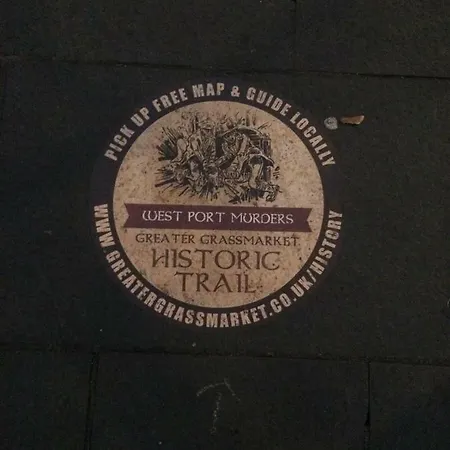 PICK UP FREE MAP & GUIDE LOCALLY
WEST PORT MURDERS
GREATER GRASSMARKET
HISTORIC
TRAIL
WWW.GREATERGRASSMARKET.CO.UK/HISTORY